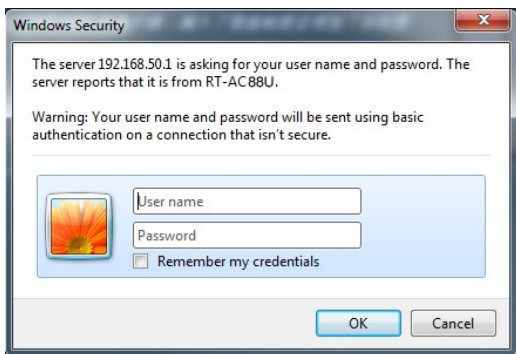 Windows Security
The server 192.168.50.1 is asking for your user name and password. The
server reports that it is from RT-AC88U.
Warning: Your user name and password will be sent using basic
authentication on a connection that isn't secure.
User name
Password
Remember my credentials
OK
Cancel